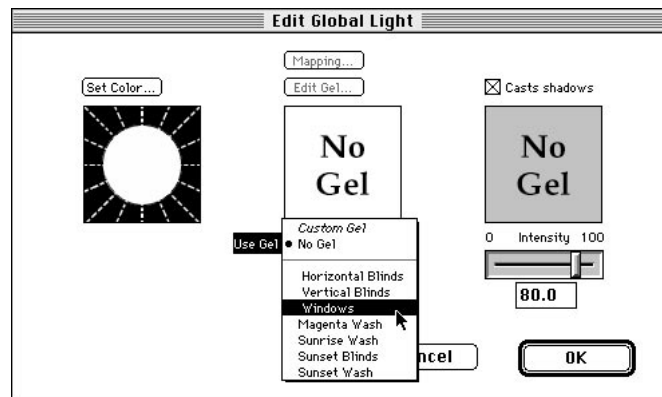 Edit Global Light
Mapping...
Set Color...
Edit Gel...
Casts shadows
No
Gel
No
Gel
Use Gel
Custom Gel
No Gel
Horizontal Blinds
Vertical Blinds
Windows
Magenta Wash
Sunrise Wash
Sunset Blinds
Sunset Wash
0 Intensity 100
80.0
ncel
OK